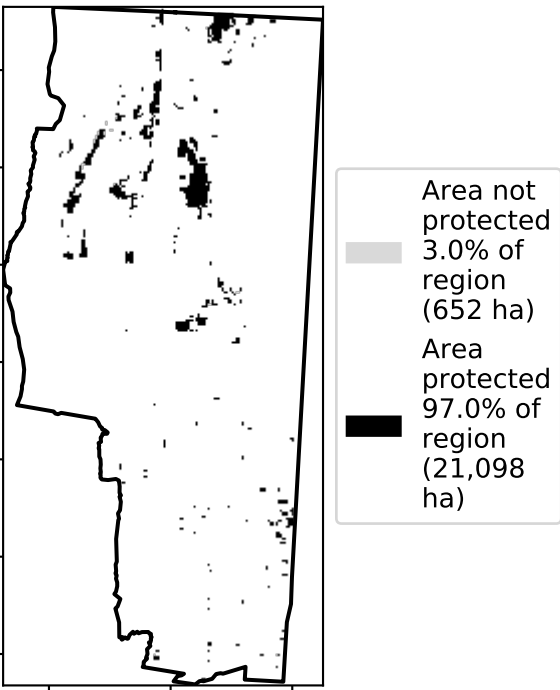 Area not
protected
3.0% of
region
(652 ha)
Area
protected
97.0% of
region
(21,098
ha)